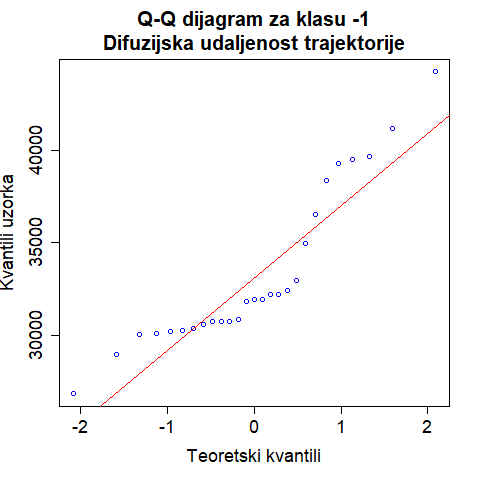 Q-Q dijagram za klasu -1
Difuzijska udaljenost trajektorije
Kvantili uzorka
40000
35000
30000
-2 -1 0 1 2
Teoretski kvantili